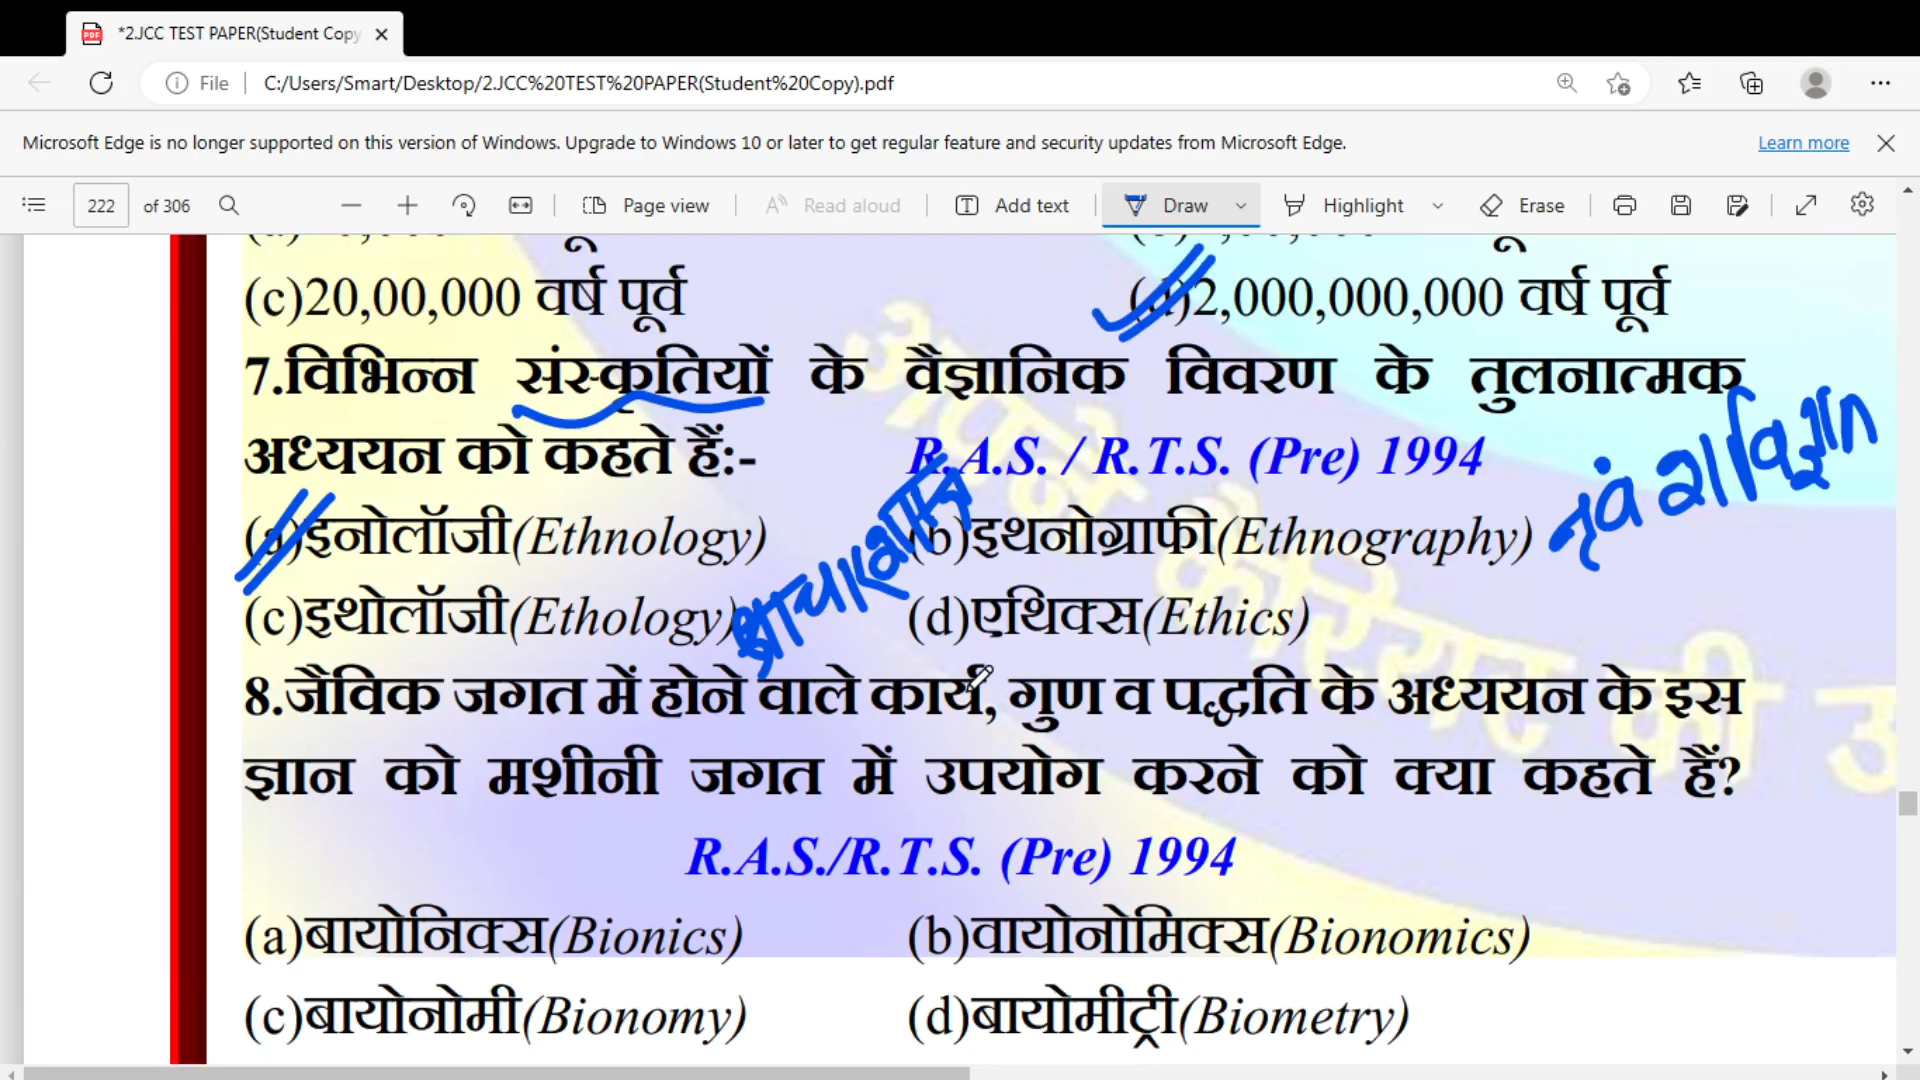 *2.JCC TEST PAPER(Student Copy
File C:/Users/Smart/Desktop/2.JCC%20TEST%20PAPER(Student%20Copy).pdf
Microsoft Edge is no longer supported on this version of Windows. Upgrade to Windows 10 or later to get regular feature and security updates from Microsoft Edge. Learn more
222 of 306 Page view Read aloud Add text Draw Highlight Erase
(c)20,00,000 वर्ष पूर्व (d)2,000,000,000 वर्ष पूर्व
7.विभिन्न संस्कृतियों के वैज्ञानिक विवरण के तुलनात्मक
अध्ययन को कहते हैं:- R.A.S. / R.T.S. (Pre) 1994
(a)इनोलॉजी(Ethnology) (b)इथनोग्राफी(Ethnography)
(c)इथोलॉजी(Ethology) (d)एथिक्स(Ethics)
8.जैविक जगत में होने वाले कार्य, गुण व पद्धति के अध्ययन के इस
ज्ञान को मशीनी जगत में उपयोग करने को क्या कहते हैं?
R.A.S./R.T.S. (Pre) 1994
(a)बायोनिक्स(Bionics) (b)वायोनोमिक्स(Bionomics)
(c)बायोनोमी(Bionomy) (d)बायोमीट्री(Biometry)